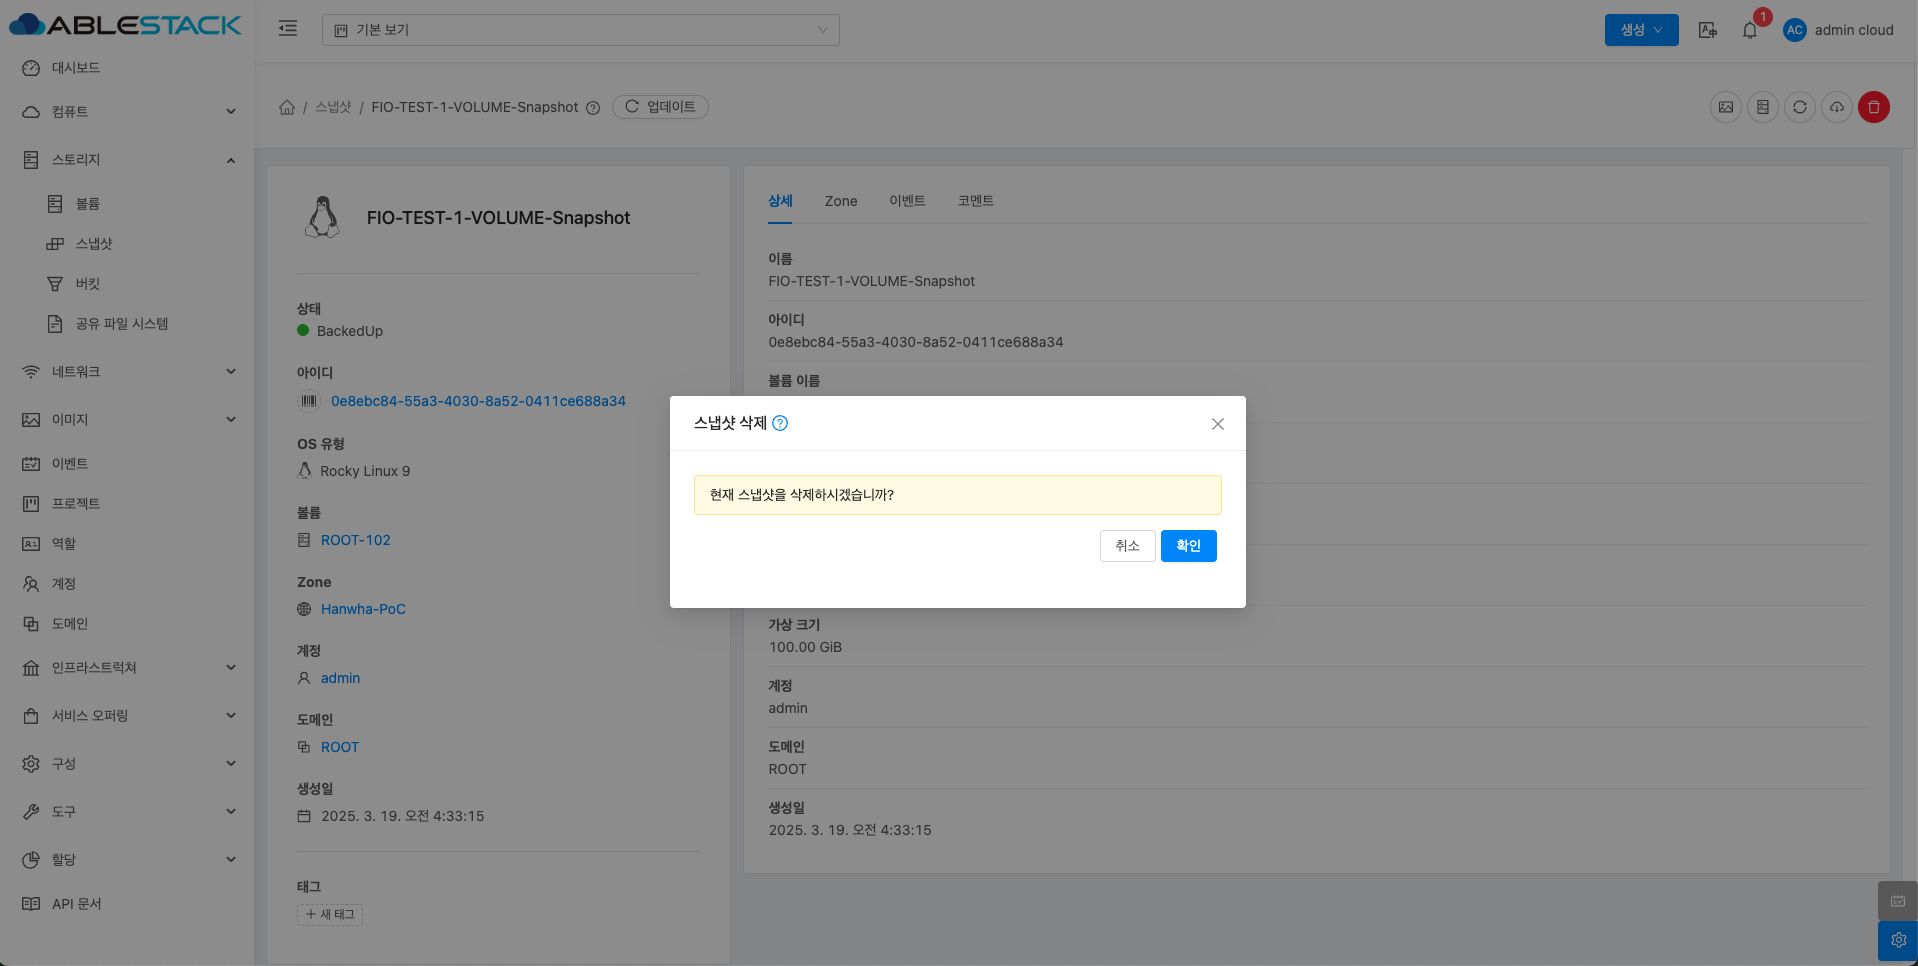 ABLESTACK
기본 보기
생성
1
AC
admin cloud
대시보드
컴퓨트
스토리지
볼륨
스냅샷
버킷
공유 파일 시스템
네트워크
이미지
이벤트
프로젝트
역할
계정
도메인
인프라스트럭쳐
서비스 오퍼링
구성
도구
할당
API 문서
/ 스냅샷 / FIO-TEST-1-VOLUME-Snapshot
업데이트
FIO-TEST-1-VOLUME-Snapshot
상태
BackedUp
아이디
0e8ebc84-55a3-4030-8a52-0411ce688a34
OS 유형
Rocky Linux 9
볼륨
ROOT-102
Zone
Hanwha-PoC
계정
admin
도메인
ROOT
생성일
2025. 3. 19. 오전 4:33:15
태그
+ 새 태그
상세 Zone 이벤트 코멘트
이름
FIO-TEST-1-VOLUME-Snapshot
아이디
0e8ebc84-55a3-4030-8a52-0411ce688a34
볼륨 이름
스냅샷 삭제
현재 스냅샷을 삭제하시겠습니까?
취소 확인
가상 크기
100.00 GiB
계정
admin
도메인
ROOT
생성일
2025. 3. 19. 오전 4:33:15